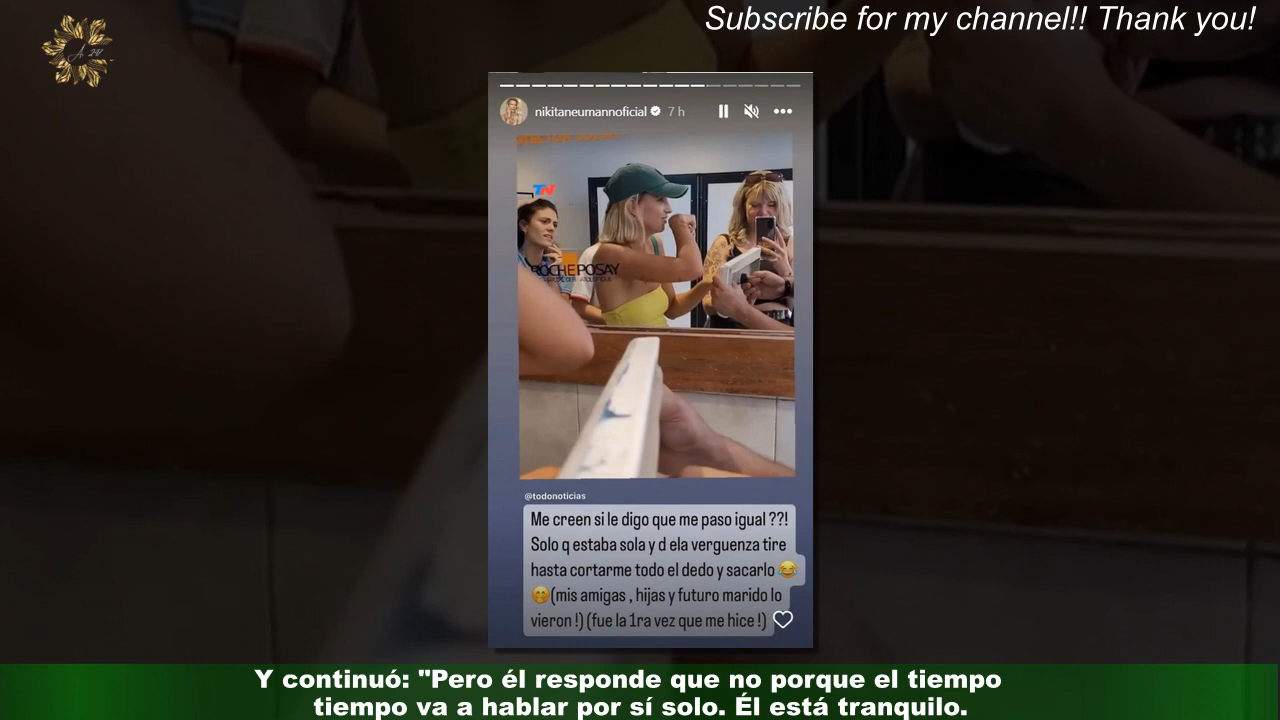 Subscribe for my channel!! Thank you!
nikitaneumannoficial 7 h
TN
ROCHE POSAY
@todonoticias
Me creen si le digo que me paso igual ??!
Solo q estaba sola y d ela verguenza tire
hasta cortarme todo el dedo y sacarlo 😂
🤭(mis amigas , hijas y futuro marido lo
vieron !) (fue la 1ra vez que me hice !)
Y continuó: "Pero él responde que no porque el tiempo
tiempo va a hablar por sí solo. Él está tranquilo.